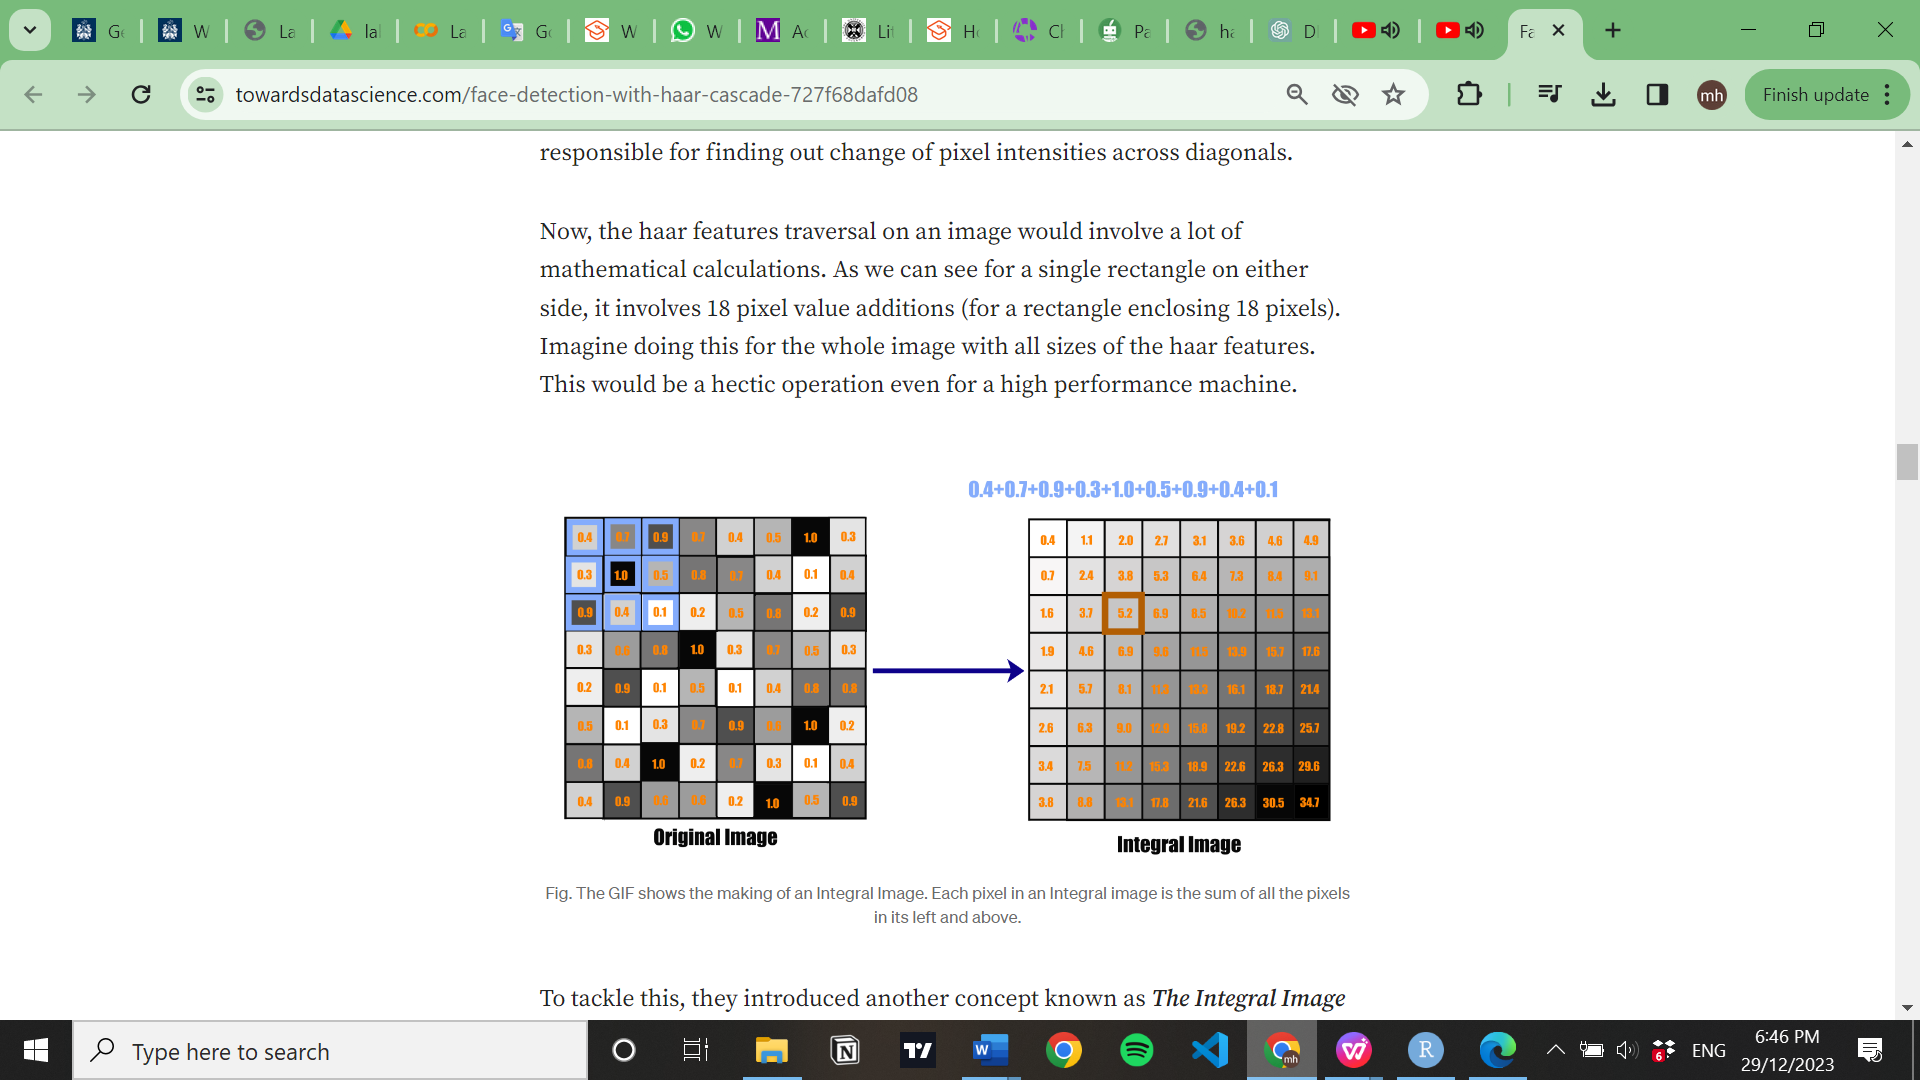 Ge
W
La
lal
La
Go
W
W
Ac
Lit
Ho
Ch
Pa
ha
D
Fa
towardsdatascience.com/face-detection-with-haar-cascade-727f68dafd08
mh
Finish update
responsible for finding out change of pixel intensities across diagonals.
Now, the haar features traversal on an image would involve a lot of
mathematical calculations. As we can see for a single rectangle on either
side, it involves 18 pixel value additions (for a rectangle enclosing 18 pixels).
Imagine doing this for the whole image with all sizes of the haar features.
This would be a hectic operation even for a high performance machine.
0.4+0.7+0.9+0.3+1.0+0.5+0.9+0.4+0.1
0.4 0.7 0.9 0.7 0.4 0.5 1.0 0.3
0.3 1.0 0.5 0.8 0.7 0.4 0.1 0.4
0.9 0.4 0.1 0.2 0.5 0.8 0.2 0.9
0.3 0.8 1.0 0.3 0.7 0.5 0.3
0.2 0.9 0.1 0.5 0.1 0.4 0.8 0.8
0.5 0.1 0.3 0.7 0.9 1.0 0.2
0.8 0.4 1.0 0.2 0.7 0.3 0.1 0.4
0.4 0.9 0.2 1.0 0.5 0.9
Original Image
0.4 1.1 2.0 2.7 3.1 3.6 4.6 4.9
0.7 2.4 3.8 5.3 6.4 7.3 8.4 9.1
1.6 3.7 5.2 6.9 8.5 13.1
1.9 4.6 6.9 13.9 15.7 17.6
2.1 5.7 8.1 13.3 16.1 18.7 21.4
2.6 6.3 9.0 12.9 15.8 19.2 22.8 25.7
3.4 7.5 15.3 18.9 22.6 26.3 29.6
3.8 8.8 13.1 17.8 21.6 26.3 30.5 34.7
Integral Image
Fig. The GIF shows the making of an Integral Image. Each pixel in an Integral image is the sum of all the pixels
in its left and above.
To tackle this, they introduced another concept known as The Integral Image
Type here to search
mh
6
ENG
6:46 PM
29/12/2023